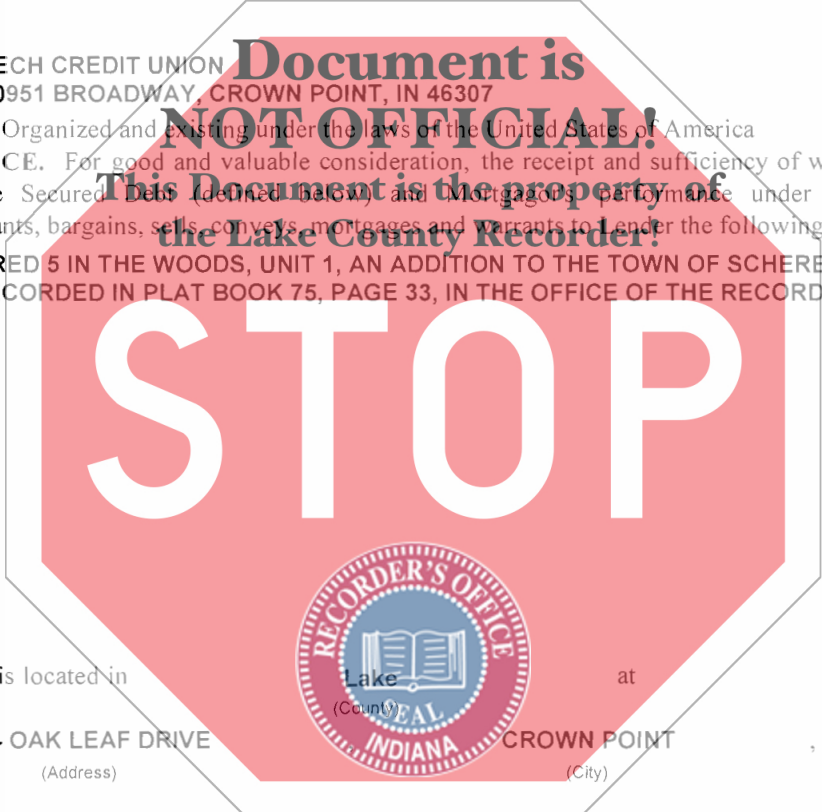 ECH CREDIT UNION
Document is
0951 BROADWAY, CROWN POINT, IN 46307
NOT OFFICIAL!
Organized and existing under the laws of the United States of America
CE. For good and valuable consideration, the receipt and sufficiency of w
This Document is the property of
e Secured Debt (defined below) and Mortgagor's performance under
the Lake County Recorder!
nts, bargains, sells, conveys, mortgages and warrants to Lender the following
RED 5 IN THE WOODS, UNIT 1, AN ADDITION TO THE TOWN OF SCHERE
CORDED IN PLAT BOOK 75, PAGE 33, IN THE OFFICE OF THE RECORD
STOP
RECORDER'S OFFICE
is located in Lake at
(County)
SEAL
INDIANA
OAK LEAF DRIVE , CROWN POINT ,
(Address) (City)